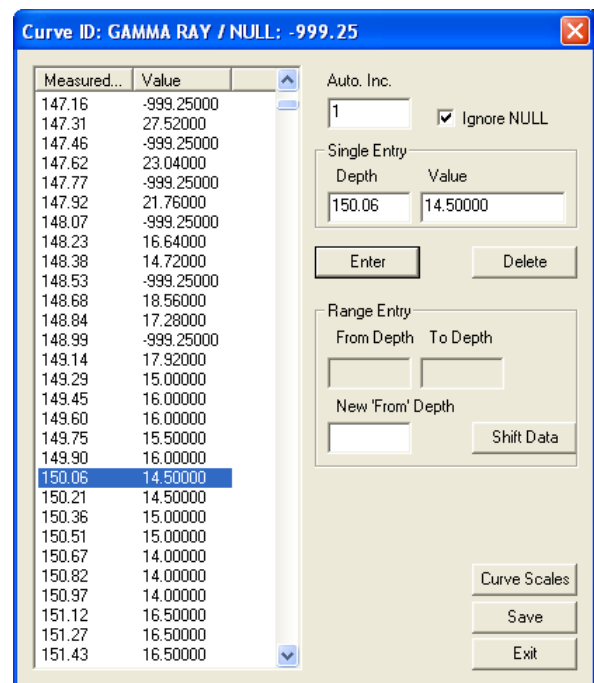 Curve ID: GAMMA RAY / NULL: -999.25
Measured... Value
147.16 -999.25000
147.31 27.52000
147.46 -999.25000
147.62 23.04000
147.77 -999.25000
147.92 21.76000
148.07 -999.25000
148.23 16.64000
148.38 14.72000
148.53 -999.25000
148.68 18.56000
148.84 17.28000
148.99 -999.25000
149.14 17.92000
149.29 15.00000
149.45 16.00000
149.60 16.00000
149.75 15.50000
149.90 16.00000
150.06 14.50000
150.21 14.50000
150.36 15.00000
150.51 15.00000
150.67 14.00000
150.82 14.00000
150.97 14.00000
151.12 16.50000
151.27 16.50000
151.43 16.50000
Auto. Inc.
1
Ignore NULL
Single Entry
Depth Value
150.06 14.50000
Enter Delete
Range Entry
From Depth To Depth
New 'From' Depth
Shift Data
Curve Scales
Save
Exit